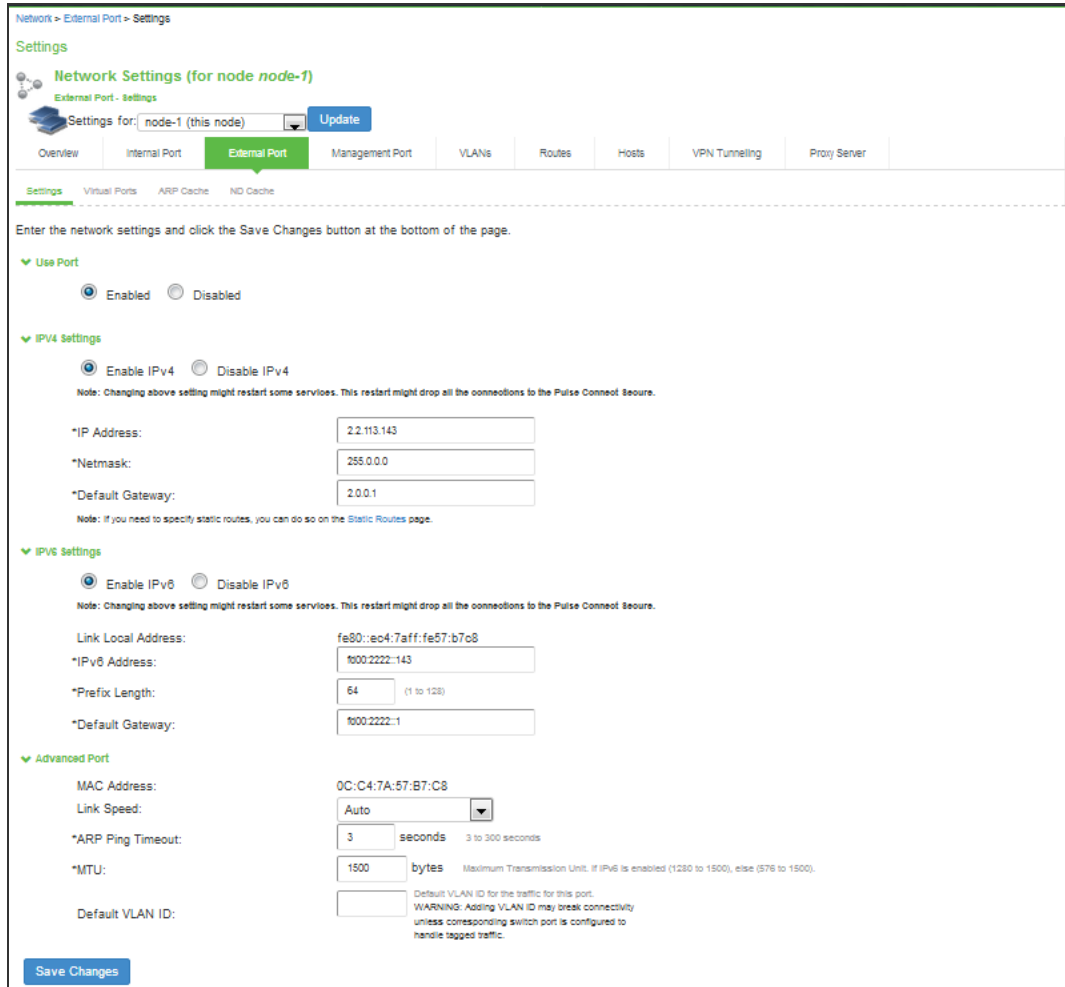 Network > External Port > Settings
Settings
Network Settings (for node node-1)
External Port - Settings
Settings for: node-1 (this node) Update
Overview Internal Port External Port Management Port VLANs Routes Hosts VPN Tunneling Proxy Server
Settings Virtual Ports ARP Cache ND Cache
Enter the network settings and click the Save Changes button at the bottom of the page.
Use Port
Enabled Disabled
IPV4 Settings
Enable IPv4 Disable IPv4
Note: Changing above setting might restart some services. This restart might drop all the connections to the Pulse Connect Secure.
*IP Address: 2.2.113.143
*Netmask: 255.0.0.0
*Default Gateway: 2.0.0.1
Note: If you need to specify static routes, you can do so on the Static Routes page.
IPV6 Settings
Enable IPv6 Disable IPv6
Note: Changing above setting might restart some services. This restart might drop all the connections to the Pulse Connect Secure.
Link Local Address: fe80::ec4:7aff:fe57:b7c8
*IPv6 Address: fd00:2222::143
*Prefix Length: 64 (1 to 128)
*Default Gateway: fd00:2222::1
Advanced Port
MAC Address: 0C:C4:7A:57:B7:C8
Link Speed: Auto
*ARP Ping Timeout: 3 seconds 3 to 300 seconds
*MTU: 1500 bytes Maximum Transmission Unit. If IPv6 is enabled (1280 to 1500), else (576 to 1500).
Default VLAN ID: Default VLAN ID for the traffic for this port.
WARNING: Adding VLAN ID may break connectivity
unless corresponding switch port is configured to
handle tagged traffic.
Save Changes